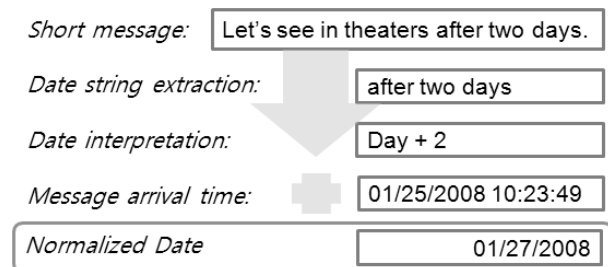 Short message: Let's see in theaters after two days.
Date string extraction: after two days
Date interpretation: Day + 2
Message arrival time: 01/25/2008 10:23:49
Normalized Date 01/27/2008